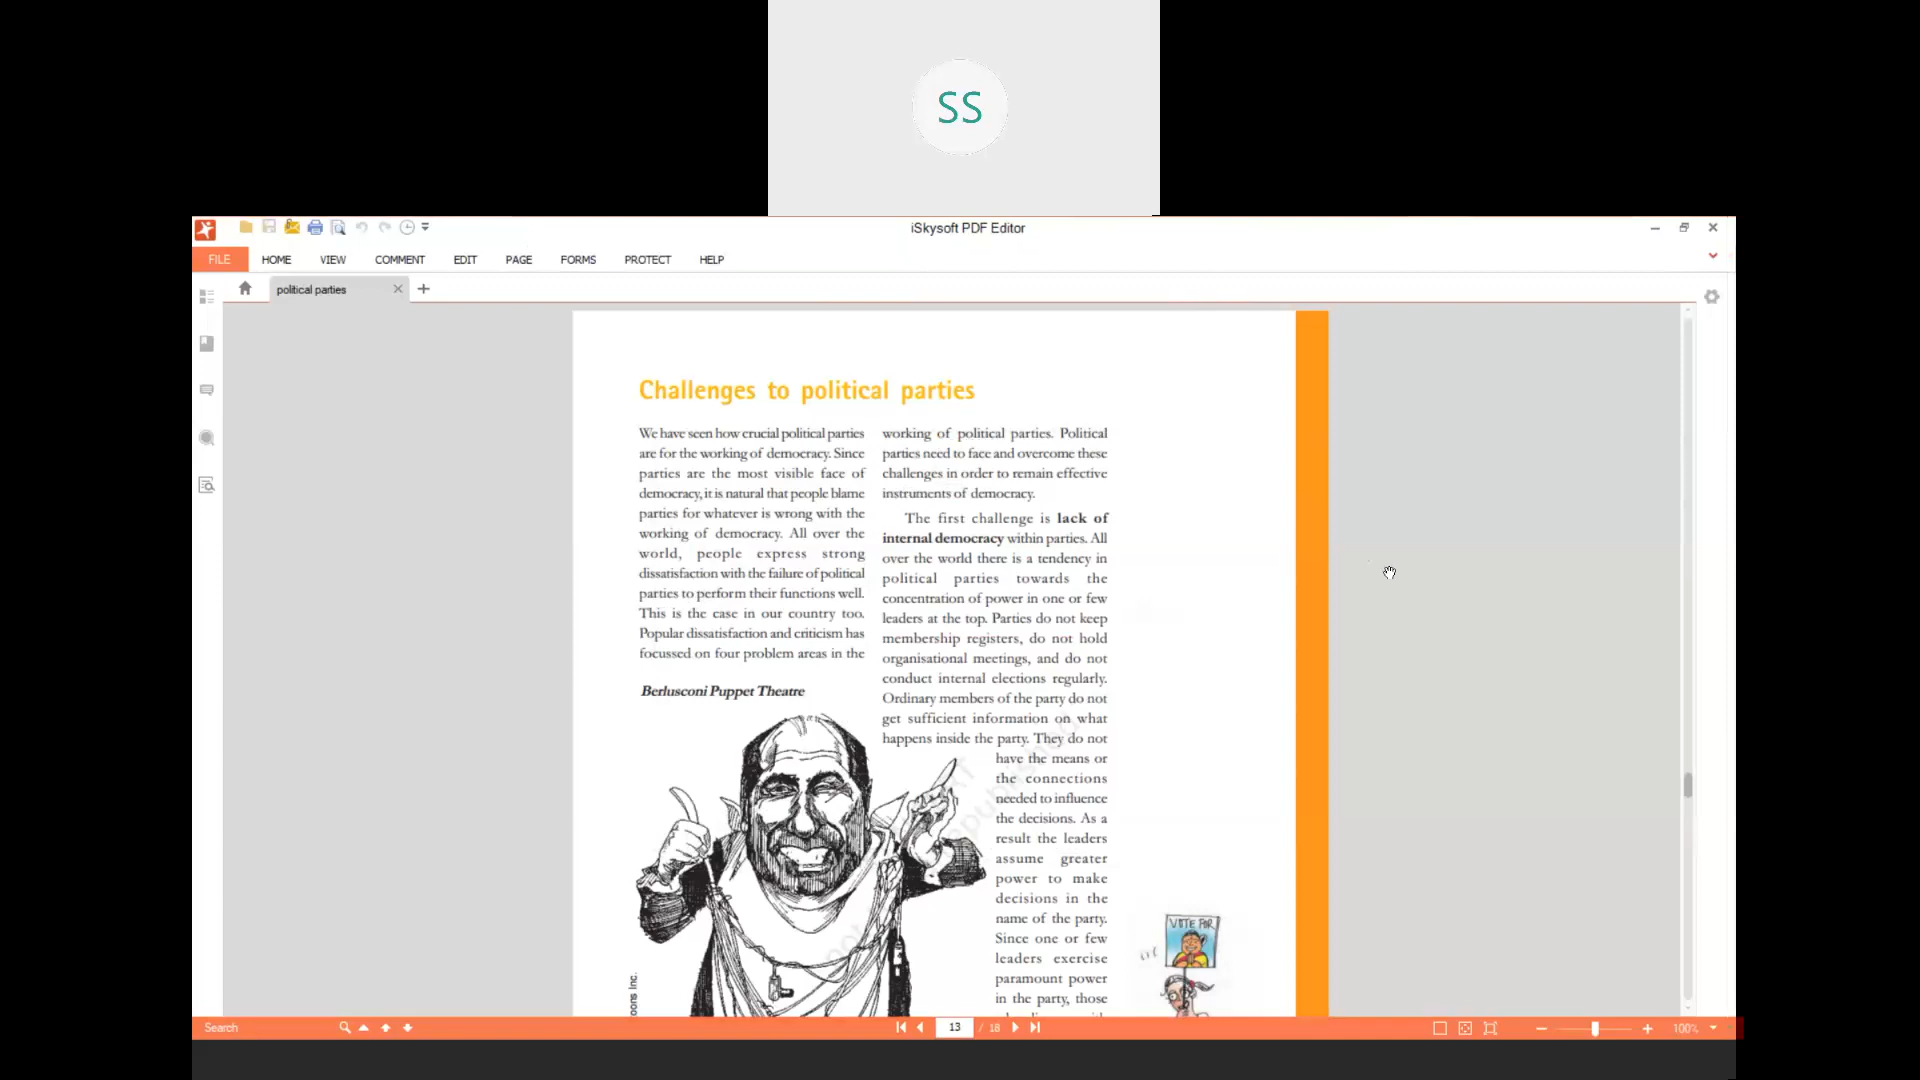 SS
iSkysoft PDF Editor
FILE HOME VIEW COMMENT EDIT PAGE FORMS PROTECT HELP
political parties
Challenges to political parties
We have seen how crucial political parties
are for the working of democracy. Since
parties are the most visible face of
democracy, it is natural that people blame
parties for whatever is wrong with the
working of democracy. All over the
world, people express strong
dissatisfaction with the failure of political
parties to perform their functions well.
This is the case in our country too.
Popular dissatisfaction and criticism has
focussed on four problem areas in the
working of political parties. Political
parties need to face and overcome these
challenges in order to remain effective
instruments of democracy.
The first challenge is lack of
internal democracy within parties. All
over the world there is a tendency in
political parties towards the
concentration of power in one or few
leaders at the top. Parties do not keep
membership registers, do not hold
organisational meetings, and do not
conduct internal elections regularly.
Ordinary members of the party do not
get sufficient information on what
happens inside the party. They do not
have the means or
the connections
needed to influence
the decisions. As a
result the leaders
assume greater
power to make
decisions in the
name of the party.
Since one or few
leaders exercise
paramount power
in the party, those
Berlusconi Puppet Theatre
oons Inc.
VOTE FOR
Search
13 / 18
100%